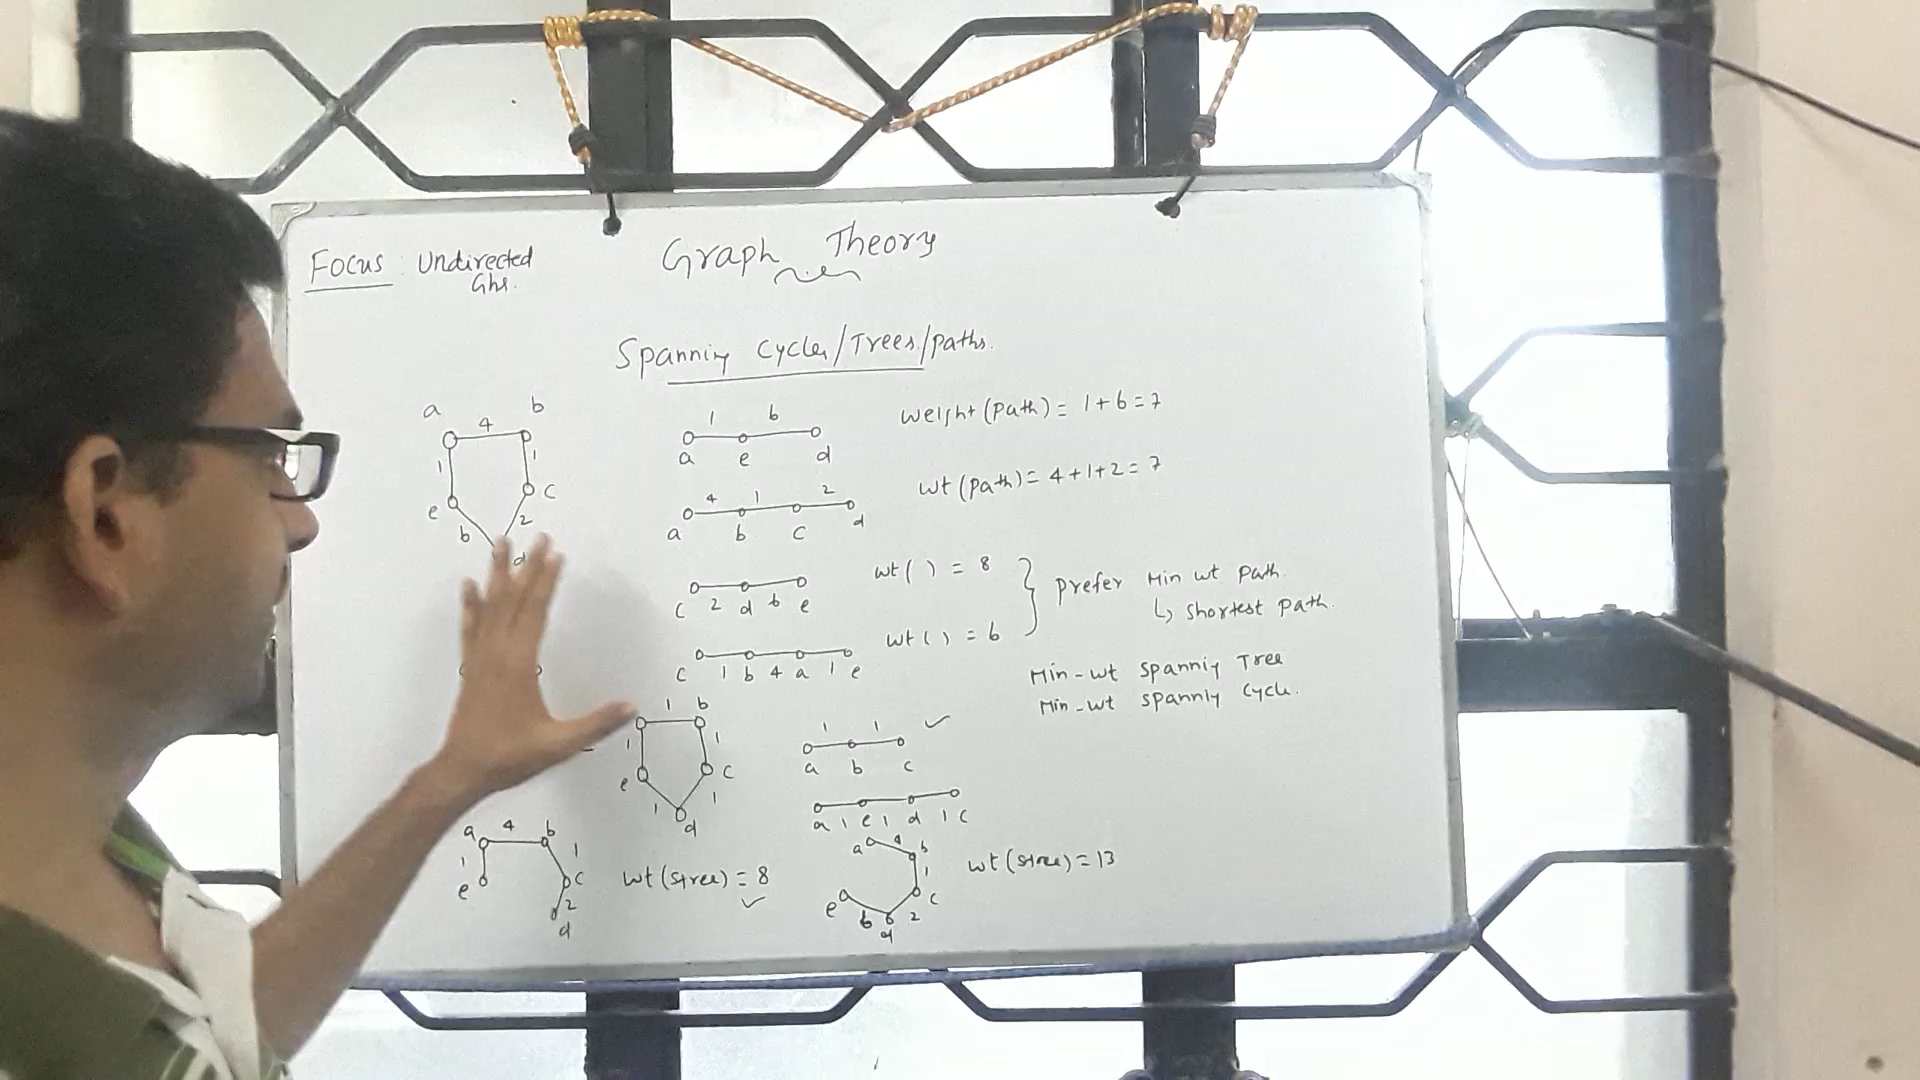 Graph Theory
Focus : Undirected
Ghs.
Spanning Cycles/Trees/paths.
a b
4
1 1
e c
6 2
d
1 6
a e d
weight (path) = 1+6=7
4 1 2
a b c d
wt (path) = 4+1+2=7
c 2 d 6 e
wt ( ) = 8
prefer Min wt path.
↳ shortest path.
c 1 b 4 a 1 e
wt ( ) = 6
Min-wt spanning Tree
Min-wt spanning cycle.
1 b
1 1
e c
1 1
d
1 1 ✓
a b c
a 1 e 1 d 1 c
a 4 b
1 1
e c
2
d
wt (stree) = 8
✓
a 4 b
1
c
e 6 2
d
wt (stree) = 13